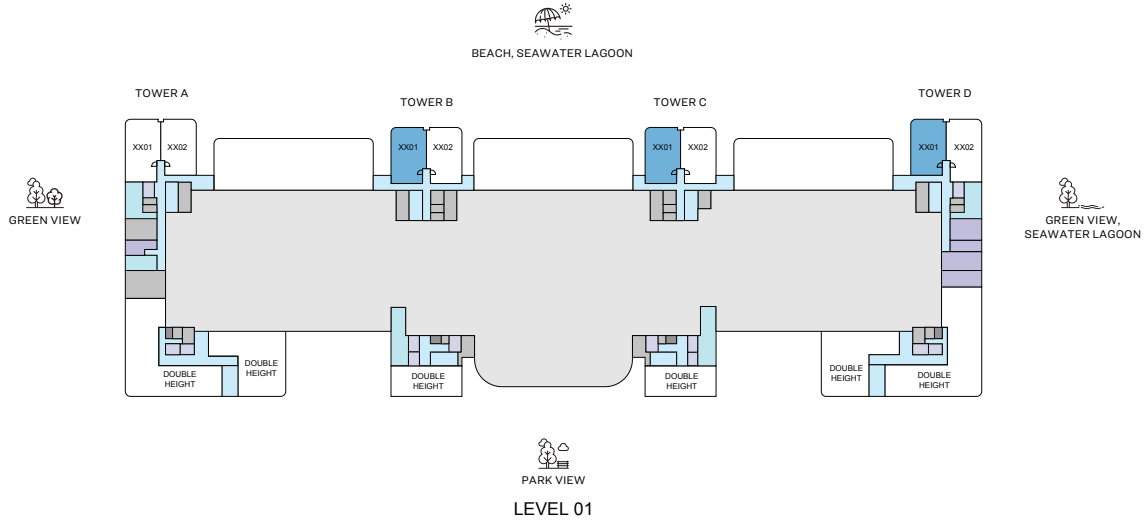 BEACH, SEAWATER LAGOON
TOWER A
TOWER B
TOWER C
TOWER D
XX01
XX02
XX01
XX02
XX01
XX02
XX01
XX02
GREEN VIEW
GREEN VIEW,
SEAWATER LAGOON
DOUBLE
HEIGHT
DOUBLE
HEIGHT
DOUBLE
HEIGHT
DOUBLE
HEIGHT
DOUBLE
HEIGHT
DOUBLE
HEIGHT
PARK VIEW
LEVEL 01